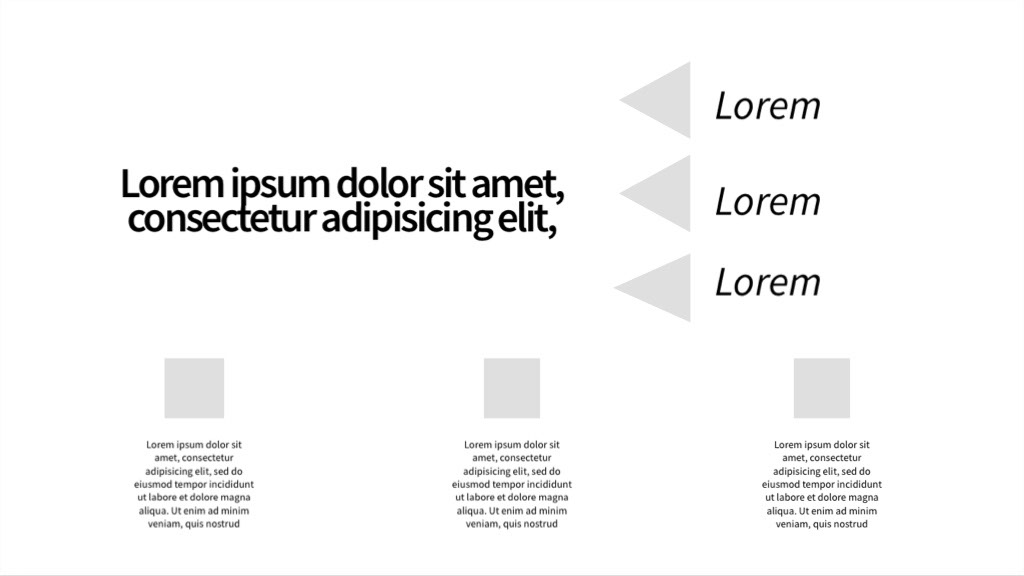 Lorem ipsum dolor sit amet,
consectetur adipisicing elit,
Lorem
Lorem
Lorem
Lorem ipsum dolor sit
amet, consectetur
adipisicing elit, sed do
eiusmod tempor incididunt
ut labore et dolore magna
aliqua. Ut enim ad minim
veniam, quis nostrud
Lorem ipsum dolor sit
amet, consectetur
adipisicing elit, sed do
eiusmod tempor incididunt
ut labore et dolore magna
aliqua. Ut enim ad minim
veniam, quis nostrud
Lorem ipsum dolor sit
amet, consectetur
adipisicing elit, sed do
eiusmod tempor incididunt
ut labore et dolore magna
aliqua. Ut enim ad minim
veniam, quis nostrud